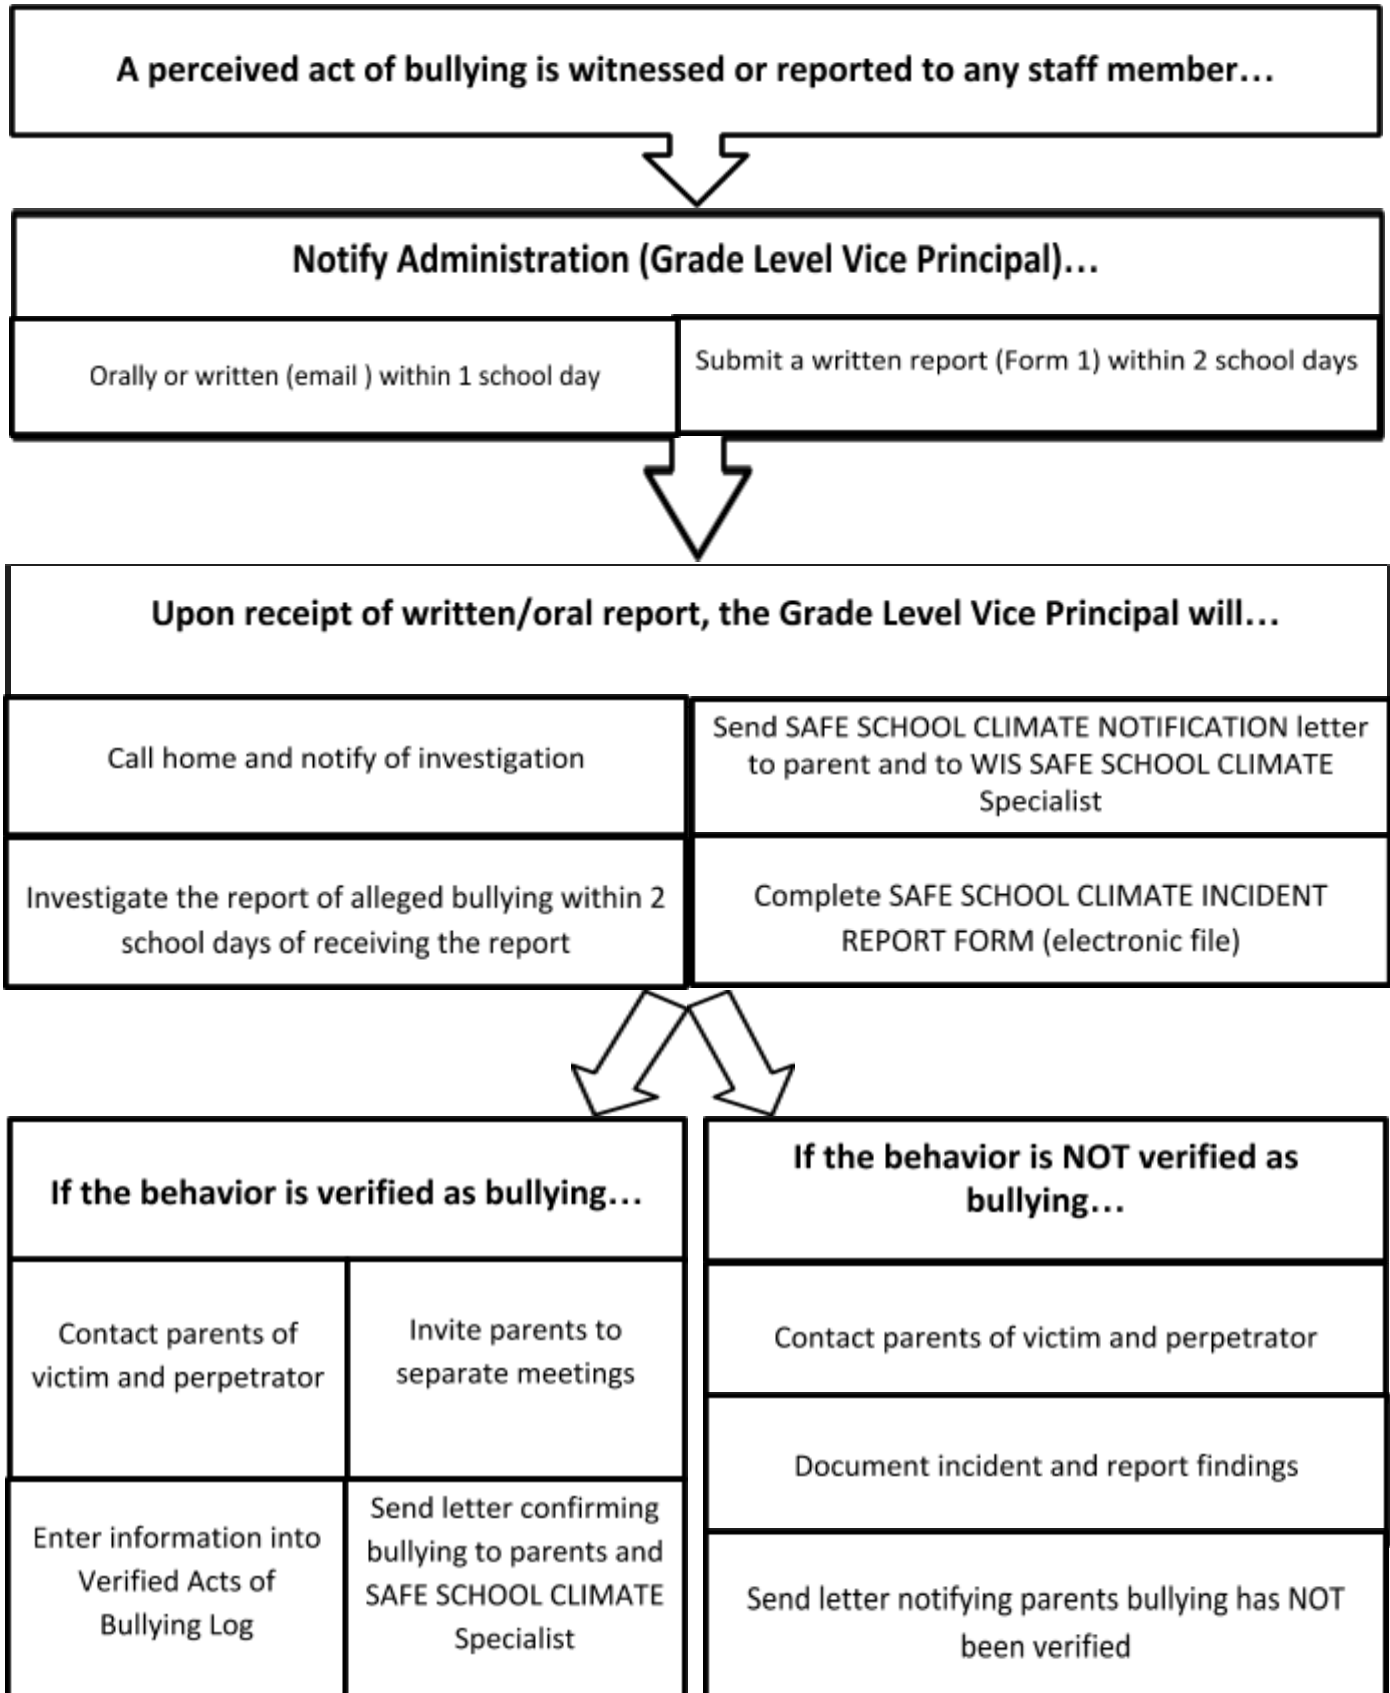 A perceived act of bullying is witnessed or reported to any staff member…
Notify Administration (Grade Level Vice Principal)…
Orally or written (email ) within 1 school day
Submit a written report (Form 1) within 2 school days
Upon receipt of written/oral report, the Grade Level Vice Principal will…
Call home and notify of investigation
Send SAFE SCHOOL CLIMATE NOTIFICATION letter
to parent and to WIS SAFE SCHOOL CLIMATE
Specialist
Investigate the report of alleged bullying within 2
school days of receiving the report
Complete SAFE SCHOOL CLIMATE INCIDENT
REPORT FORM (electronic file)
If the behavior is verified as bullying…
Contact parents of
victim and perpetrator
Invite parents to
separate meetings
Enter information into
Verified Acts of
Bullying Log
Send letter confirming
bullying to parents and
SAFE SCHOOL CLIMATE
Specialist
If the behavior is NOT verified as
bullying…
Contact parents of victim and perpetrator
Document incident and report findings
Send letter notifying parents bullying has NOT
been verified